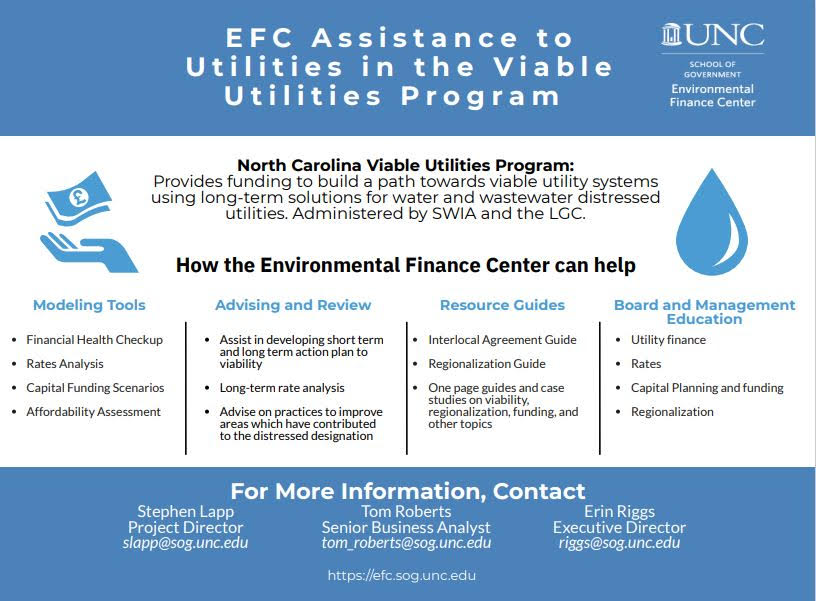 EFC Assistance to
Utilities in the Viable
Utilities Program
UNC
SCHOOL OF
GOVERNMENT
Environmental
Finance Center
North Carolina Viable Utilities Program:
Provides funding to build a path towards viable utility systems
using long-term solutions for water and wastewater distressed
utilities. Administered by SWIA and the LGC.
£
How the Environmental Finance Center can help
Modeling Tools
• Financial Health Checkup
• Rates Analysis
• Capital Funding Scenarios
• Affordability Assessment
Advising and Review
• Assist in developing short term
and long term action plan to
viability
• Long-term rate analysis
• Advise on practices to improve
areas which have contributed
to the distressed designation
Resource Guides
• Interlocal Agreement Guide
• Regionalization Guide
• One page guides and case
studies on viability,
regionalization, funding, and
other topics
Board and Management
Education
• Utility finance
• Rates
• Capital Planning and funding
• Regionalization
For More Information, Contact
Stephen Lapp
Project Director
slapp@sog.unc.edu
Tom Roberts
Senior Business Analyst
tom_roberts@sog.unc.edu
Erin Riggs
Executive Director
riggs@sog.unc.edu
https://efc.sog.unc.edu